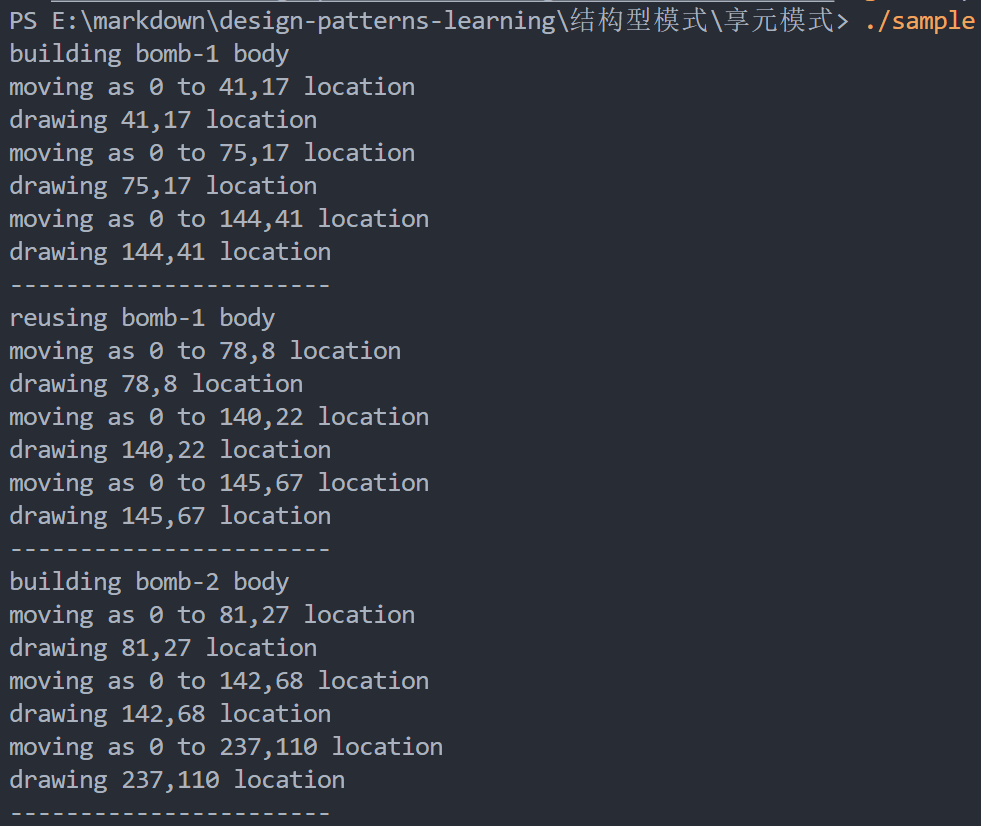 PS E:\markdown\design-patterns-learning\结构型模式\享元模式> ./sample
building bomb-1 body
moving as 0 to 41,17 location
drawing 41,17 location
moving as 0 to 75,17 location
drawing 75,17 location
moving as 0 to 144,41 location
drawing 144,41 location
-----------------------
reusing bomb-1 body
moving as 0 to 78,8 location
drawing 78,8 location
moving as 0 to 140,22 location
drawing 140,22 location
moving as 0 to 145,67 location
drawing 145,67 location
-----------------------
building bomb-2 body
moving as 0 to 81,27 location
drawing 81,27 location
moving as 0 to 142,68 location
drawing 142,68 location
moving as 0 to 237,110 location
drawing 237,110 location
-----------------------